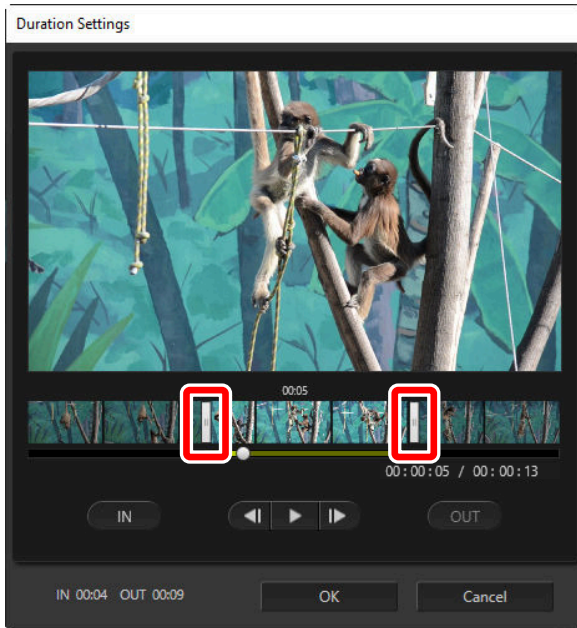 Duration Settings
00:05
00:00:05 / 00:00:13
IN
OUT
IN 00:04 OUT 00:09
OK
Cancel